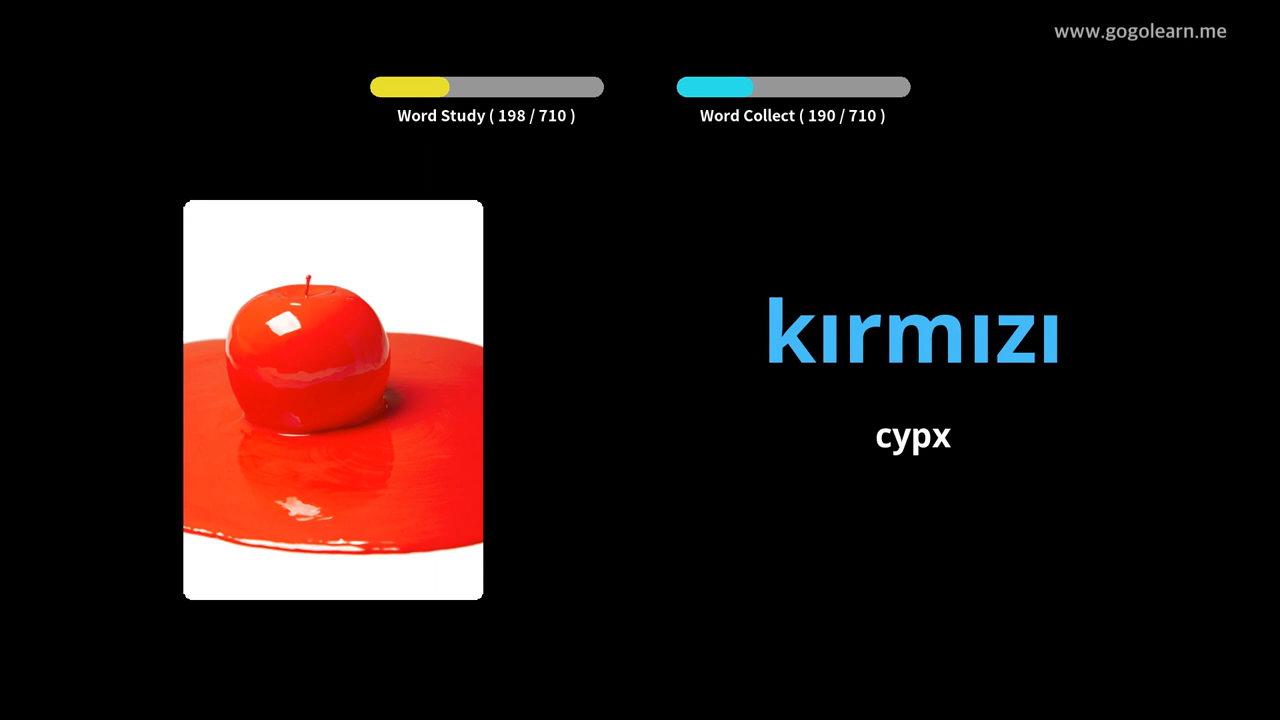 www.gogolearn.me
Word Study ( 198 / 710 )
Word Collect ( 190 / 710 )
kırmızı
сурх